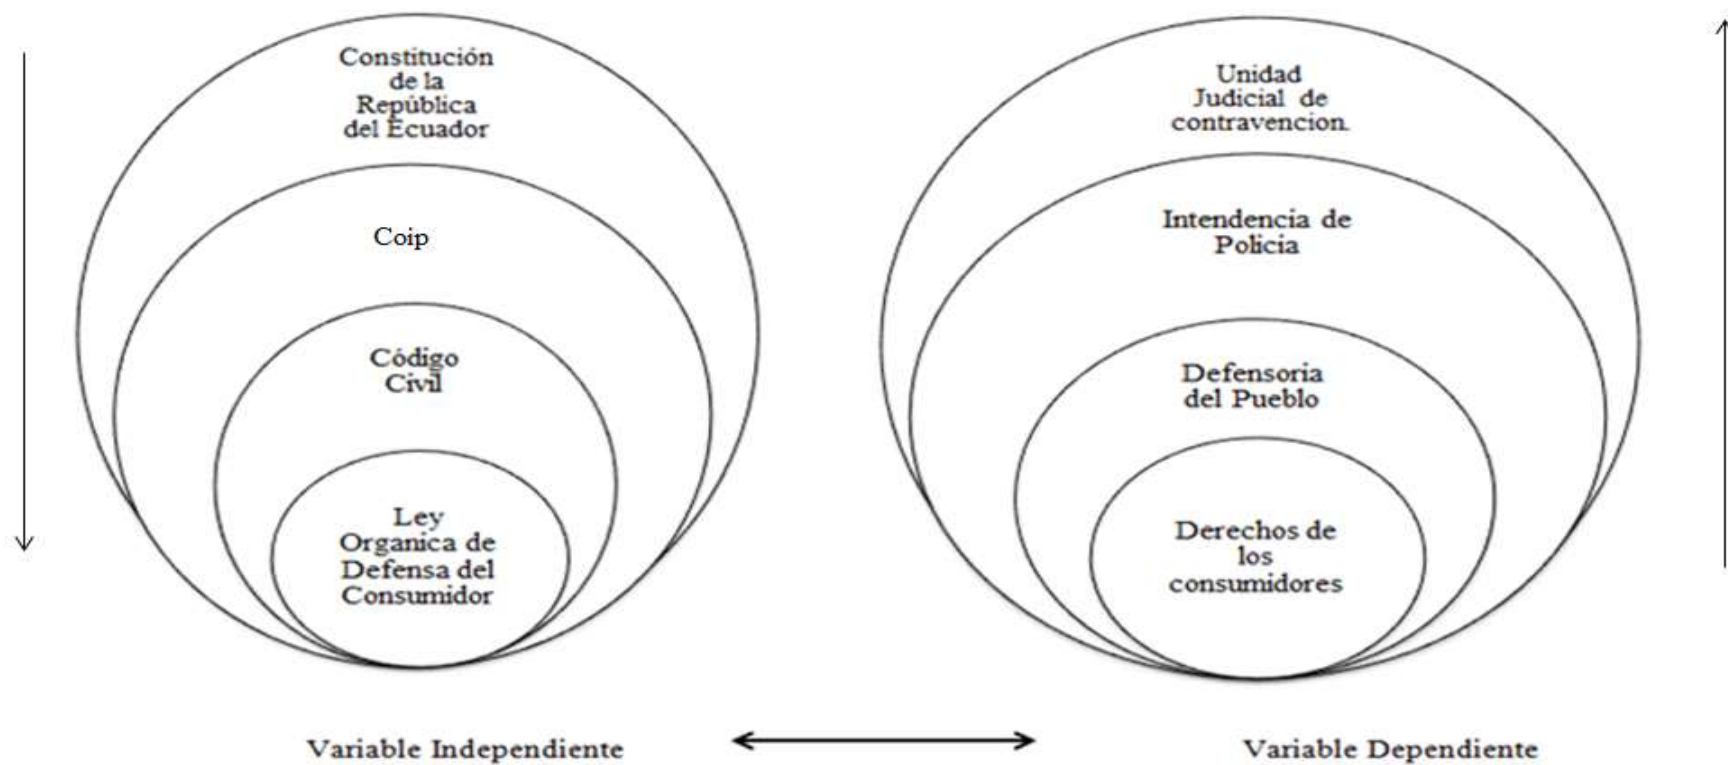 Constitución
de la
República
del Ecuador
Coip
Código
Civil
Ley
Organica de
Defensa del
Consumidor
Variable Independiente
Unidad
Judicial de
contravencion.
Intendencia de
Policia
Defensoria
del Pueblo
Derechos de
los
consumidores
Variable Dependiente